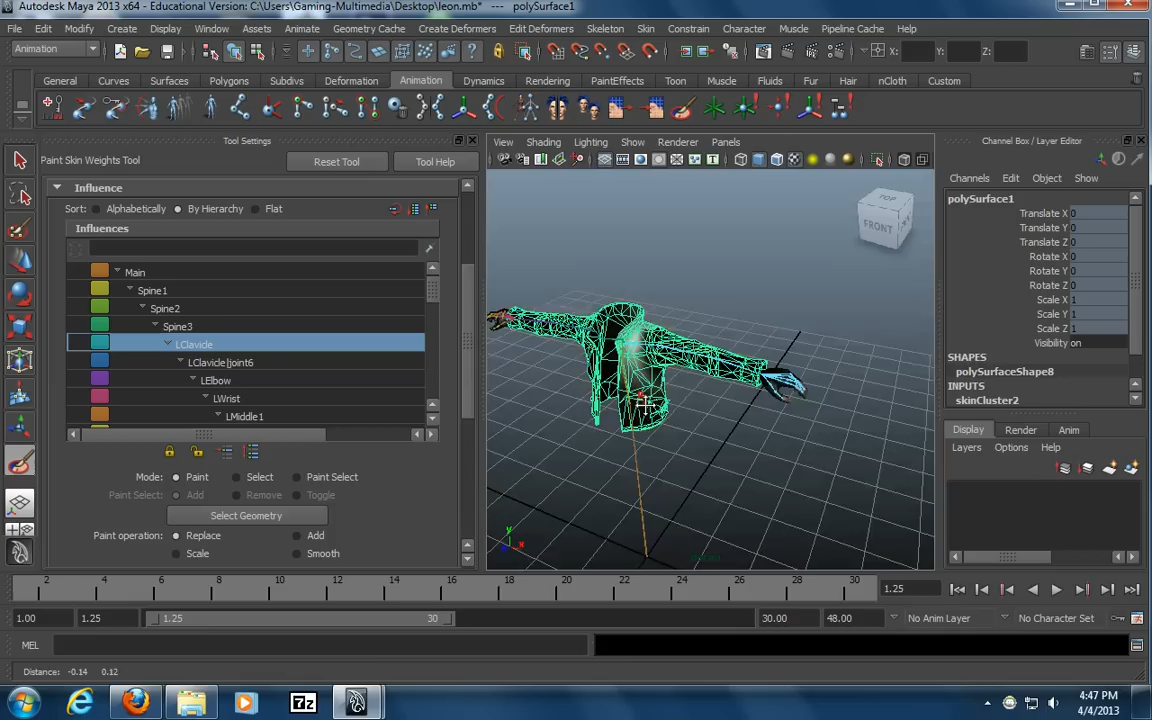 Autodesk Maya 2013 x64 - Educational Version: C:\Users\Gaming-Multimedia\Desktop\leon.mb* --- polySurface1
File Edit Modify Create Display Window Assets Animate Geometry Cache Create Deformers Edit Deformers Skeleton Skin Constrain Character Muscle Pipeline Cache Help
Animation X: Y: Z:
General Curves Surfaces Polygons Subdivs Deformation Animation Dynamics Rendering PaintEffects Toon Muscle Fluids Fur Hair nCloth Custom
Tool Settings
Paint Skin Weights Tool Reset Tool Tool Help
Influence
Sort: Alphabetically By Hierarchy Flat
Influences
Main
Spine1
Spine2
Spine3
LClavicle
LClavicle|joint6
LElbow
LWrist
LMiddle1
Mode: Paint Select Paint Select
Paint Select: Add Remove Toggle
Select Geometry
Paint operation: Replace Add
Scale Smooth
View Shading Lighting Show Renderer Panels
TOP
FRONT
y
x
Channel Box / Layer Editor
Channels Edit Object Show
polySurface1
Translate X 0
Translate Y 0
Translate Z 0
Rotate X 0
Rotate Y 0
Rotate Z 0
Scale X 1
Scale Y 1
Scale Z 1
Visibility on
SHAPES
polySurfaceShape8
INPUTS
skinCluster2
Display Render Anim
Layers Options Help
2 4 6 8 10 12 14 16 18 20 22 24 26 28 30 1.25
1.00 1.25 1.25 30 30.00 48.00 No Anim Layer No Character Set
MEL
Distance: -0.14 0.12
4:47 PM
4/4/2013